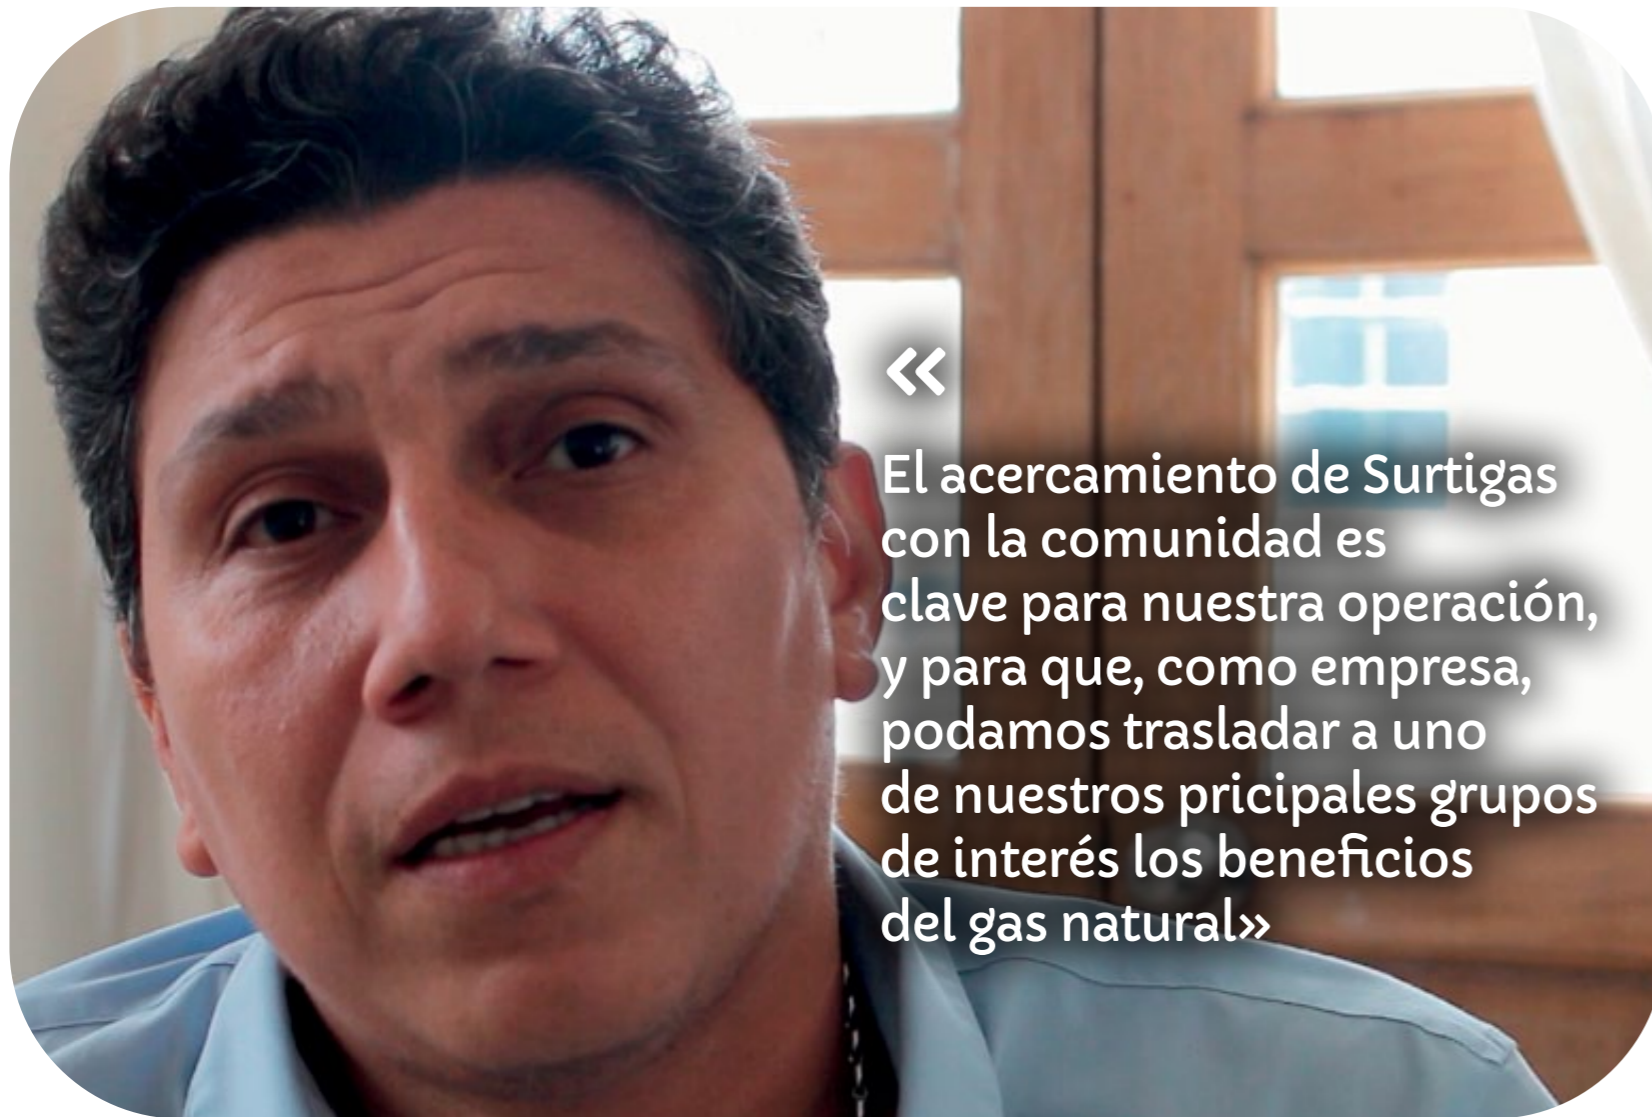 «
El acercamiento de Surtigas
con la comunidad es
clave para nuestra operación,
y para que, como empresa,
podamos trasladar a uno
de nuestros pricipales grupos
de interés los beneficios
del gas natural»